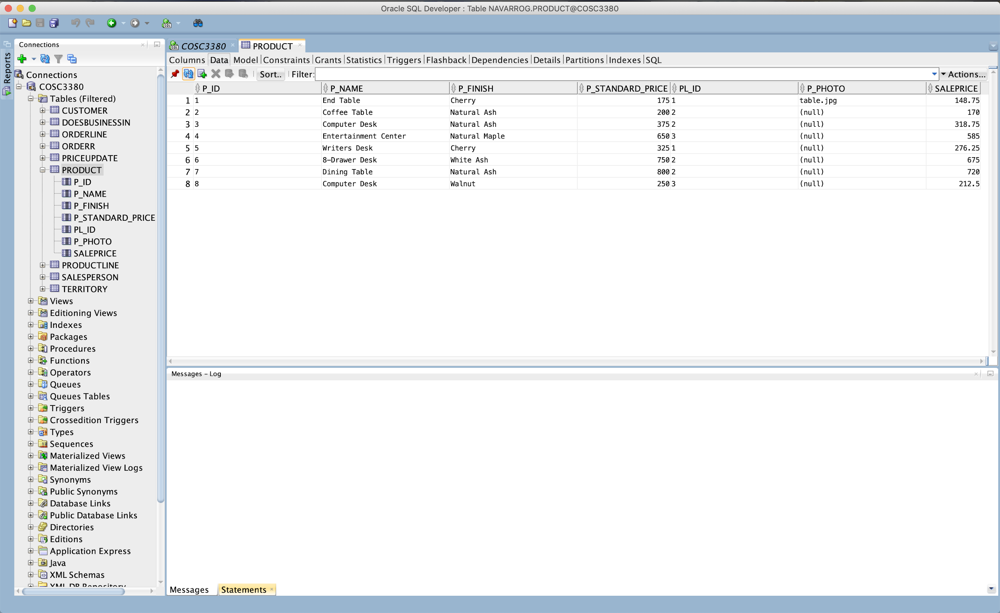 Oracle SQL Developer : Table NAVARROG.PRODUCT@COSC3380
Reports
Connections
Connections
COSC3380
Tables (Filtered)
CUSTOMER
DOESBUSINESSIN
ORDERLINE
ORDERR
PRICEUPDATE
PRODUCT
P_ID
P_NAME
P_FINISH
P_STANDARD_PRICE
PL_ID
P_PHOTO
SALEPRICE
PRODUCTLINE
SALESPERSON
TERRITORY
Views
Editioning Views
Indexes
Packages
Procedures
Functions
Operators
Queues
Queues Tables
Triggers
Crossedition Triggers
Types
Sequences
Materialized Views
Materialized View Logs
Synonyms
Public Synonyms
Database Links
Public Database Links
Directories
Editions
Application Express
Java
XML Schemas
XML DB Repository
COSC3380 PRODUCT
Columns Data Model Constraints Grants Statistics Triggers Flashback Dependencies Details Partitions Indexes SQL
Sort.. Filter: Actions...
P_ID P_NAME P_FINISH P_STANDARD_PRICE PL_ID P_PHOTO SALEPRICE
1 1 End Table Cherry 175 1 table.jpg 148.75
2 2 Coffee Table Natural Ash 200 2 (null) 170
3 3 Computer Desk Natural Ash 375 2 (null) 318.75
4 4 Entertainment Center Natural Maple 650 3 (null) 585
5 5 Writers Desk Cherry 325 1 (null) 276.25
6 6 8-Drawer Desk White Ash 750 2 (null) 675
7 7 Dining Table Natural Ash 800 2 (null) 720
8 8 Computer Desk Walnut 250 3 (null) 212.5
Messages - Log
Messages Statements